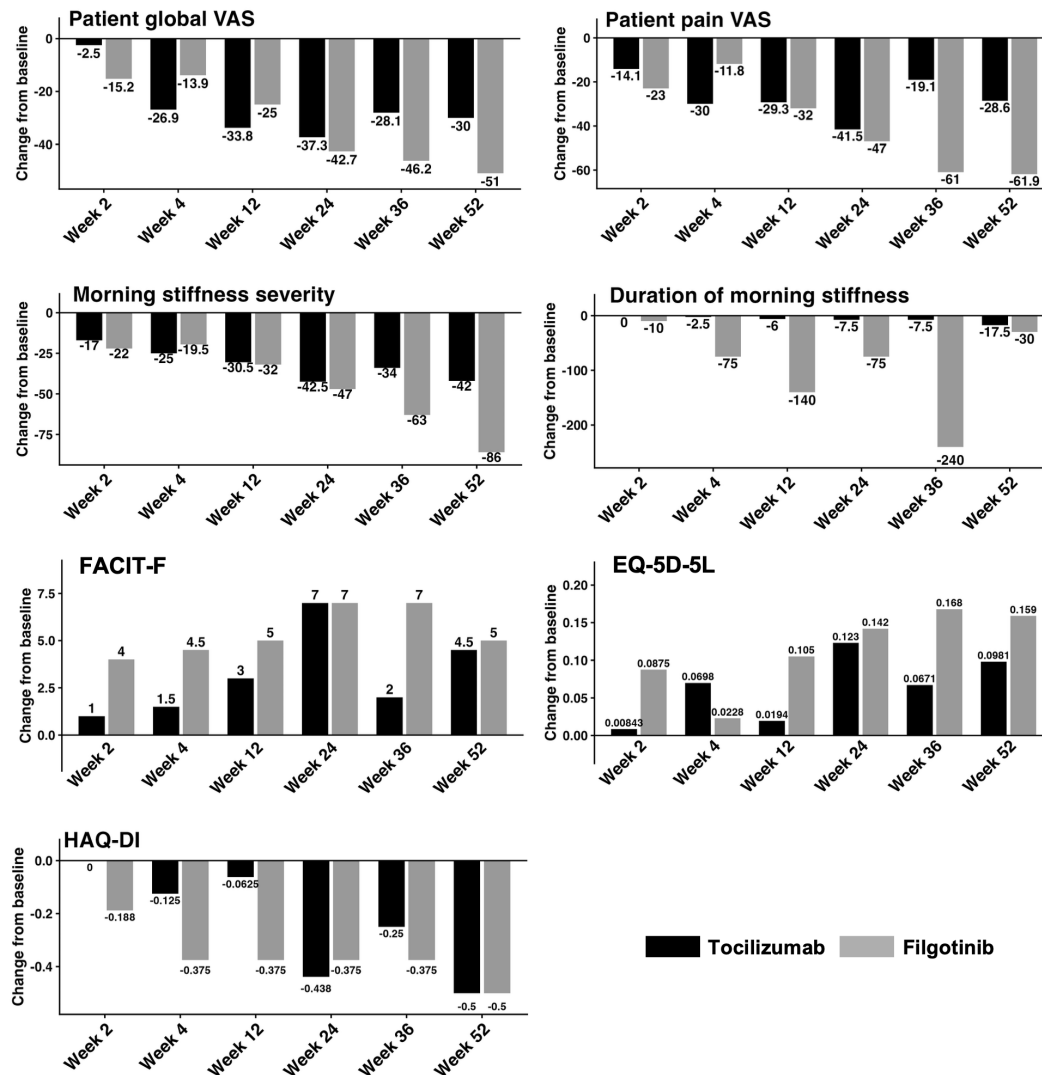 Patient global VAS
Change from baseline
0
-20
-40
-2.5
-15.2
-26.9
-13.9
-33.8
-25
-37.3
-42.7
-28.1
-46.2
-30
-51
Week 2
Week 4
Week 12
Week 24
Week 36
Week 52
Patient pain VAS
Change from baseline
0
-20
-40
-60
-14.1
-23
-30
-11.8
-29.3
-32
-41.5
-47
-19.1
-61
-28.6
-61.9
Week 2
Week 4
Week 12
Week 24
Week 36
Week 52
Morning stiffness severity
Change from baseline
0
-25
-50
-75
-17
-22
-25
-19.5
-30.5
-32
-42.5
-47
-34
-63
-42
-86
Week 2
Week 4
Week 12
Week 24
Week 36
Week 52
Duration of morning stiffness
Change from baseline
0
-100
-200
0
-10
-2.5
-75
-6
-140
-7.5
-75
-7.5
-240
-17.5
-30
Week 2
Week 4
Week 12
Week 24
Week 36
Week 52
FACIT-F
Change from baseline
7.5
5.0
2.5
0.0
1
4
1.5
4.5
3
5
7
7
2
7
4.5
5
Week 2
Week 4
Week 12
Week 24
Week 36
Week 52
EQ-5D-5L
Change from baseline
0.20
0.15
0.10
0.05
0.00
0.00843
0.0875
0.0698
0.0228
0.0194
0.105
0.123
0.142
0.0671
0.168
0.0981
0.159
Week 2
Week 4
Week 12
Week 24
Week 36
Week 52
HAQ-DI
Change from baseline
0.0
-0.2
-0.4
0
-0.188
-0.125
-0.375
-0.0625
-0.375
-0.438
-0.375
-0.25
-0.375
-0.5
-0.5
Week 2
Week 4
Week 12
Week 24
Week 36
Week 52
Tocilizumab
Filgotinib